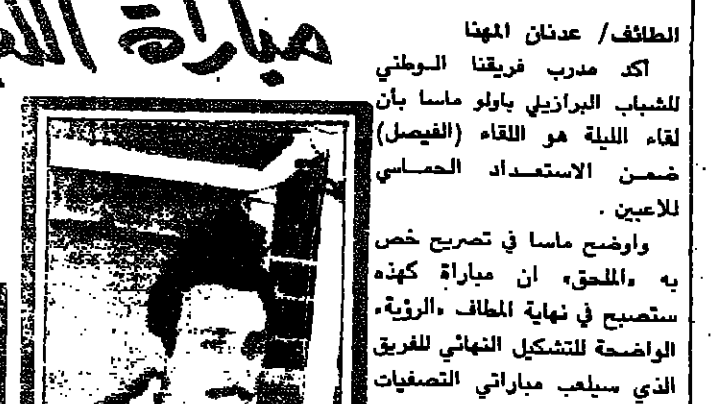 مباراة
الطائف/ عدنان المهنا
اكد مدرب فريقنا الوطني
للشباب البرازيلي باولو ماسا بأن
لقاء الليلة هو اللقاء (الفيصل)
ضمن الاستعداد الحماسي
للاعبين .
واوضح ماسا في تصريح خص
به «الملحق» ان مباراة كهذه
ستصبح في نهاية المطاف «الرؤية»
الواضحة للتشكيل النهائي للفريق
الذي سيلعب مباراتي التصفيات